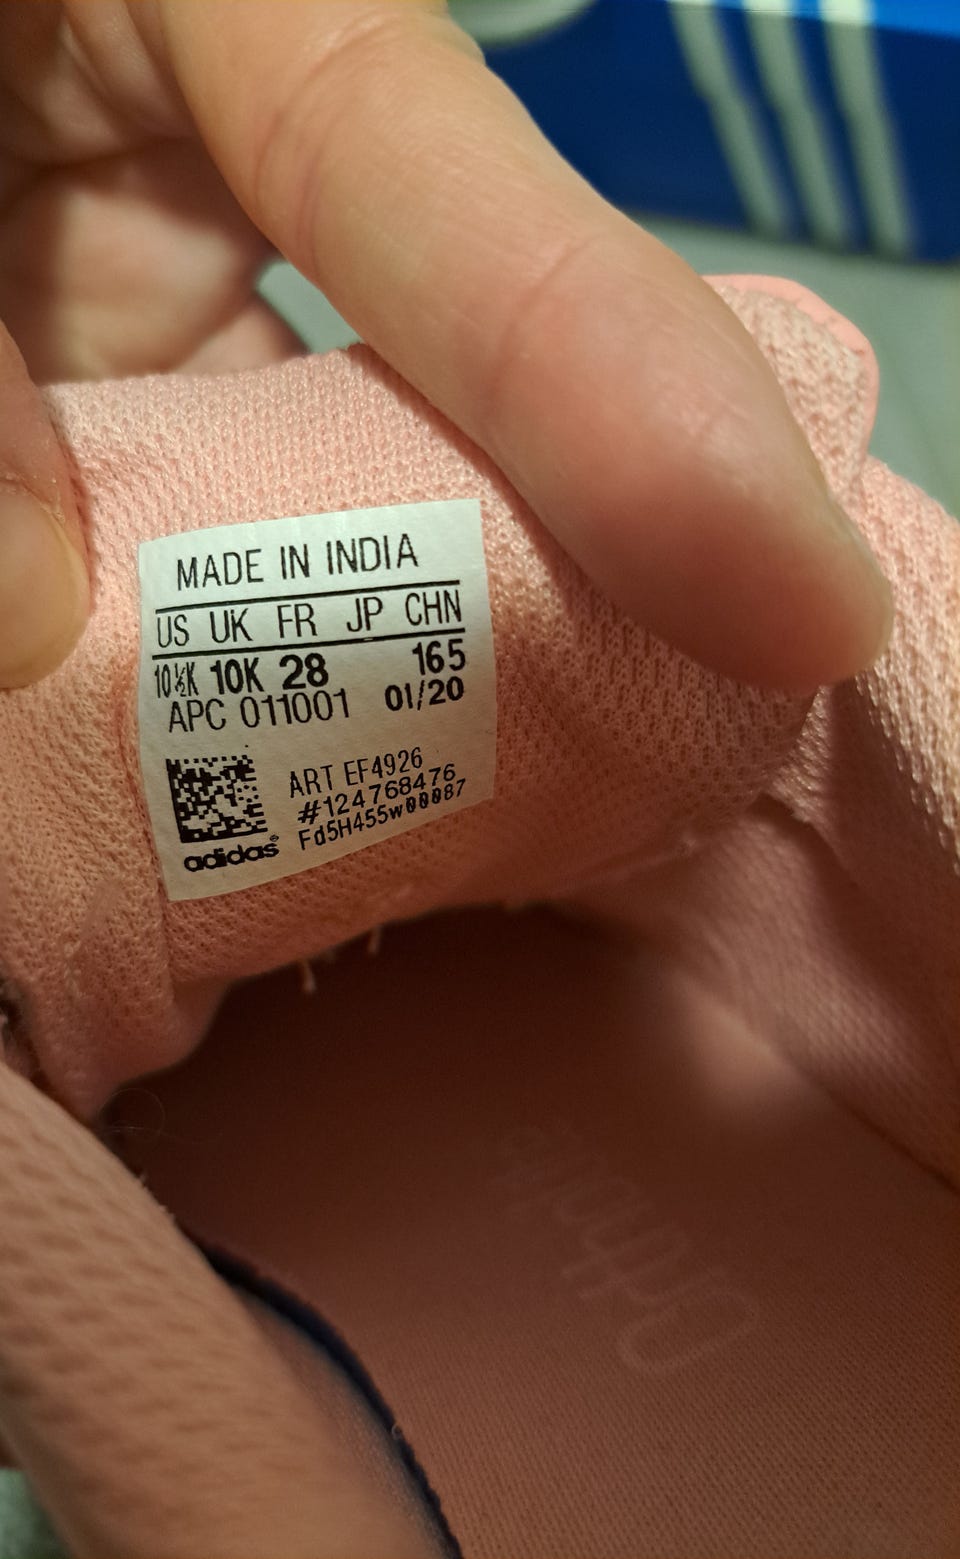 MADE IN INDIA
US UK FR JP CHN
10½K 10K 28 165
APC 011001 01/20
ART EF4926
#124768476
Fd5H455w00087
adidas®